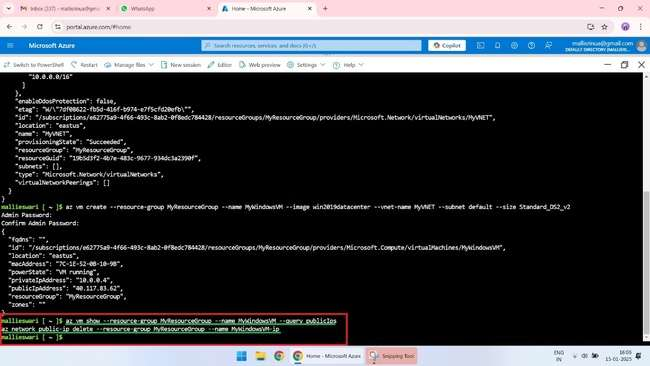 Inbox (337) - mallieshwari@gma
WhatsApp
Home - Microsoft Azure
portal.azure.com/#home
Microsoft Azure
Search resources, services, and docs (G+/)
Copilot
mallisrinua@gmail.com
DEFAULT DIRECTORY
Switch to PowerShell
Restart
Manage files
New session
Editor
Web preview
Settings
Help
"10.0.0.0/16"
]
},
"enableDdosProtection": false,
"etag": "W/\"7df08622-fb5d-416f-b974-e7f5cfd20efb\"",
"id": "/subscriptions/e62775a9-4f66-493c-8ab2-0f8edc784428/resourceGroups/MyResourceGroup/providers/Microsoft.Network/virtualNetworks/MyVNET",
"location": "eastus",
"name": "MyVNET",
"provisioningState": "Succeeded",
"resourceGroup": "MyResourceGroup",
"resourceGuid": "19b5d3f2-4b7e-483c-9677-934dc3a2390f",
"subnets": [],
"type": "Microsoft.Network/virtualNetworks",
"virtualNetworkPeerings": []
}
}
mallieswari [ ~ ]$ az vm create --resource-group MyResourceGroup --name MyWindowsVM --image win2019datacenter --vnet-name MyVNET --subnet default --size Standard_DS2_v2
Admin Password:
Confirm Admin Password:
{
"fqdns": "",
"id": "/subscriptions/e62775a9-4f66-493c-8ab2-0f8edc784428/resourceGroups/MyResourceGroup/providers/Microsoft.Compute/virtualMachines/MyWindowsVM",
"location": "eastus",
"macAddress": "7C-1E-52-0B-10-9B",
"powerState": "VM running",
"privateIpAddress": "10.0.0.4",
"publicIpAddress": "40.117.83.62",
"resourceGroup": "MyResourceGroup",
"zones": ""
}
mallieswari [ ~ ]$ az vm show --resource-group MyResourceGroup --name MyWindowsVM --query publicIps
az network public-ip delete --resource-group MyResourceGroup --name MyWindowsVM-ip
mallieswari [ ~ ]$
Home - Microsoft Azure
Snipping Tool
ENG
IN
16:03
15-01-2025